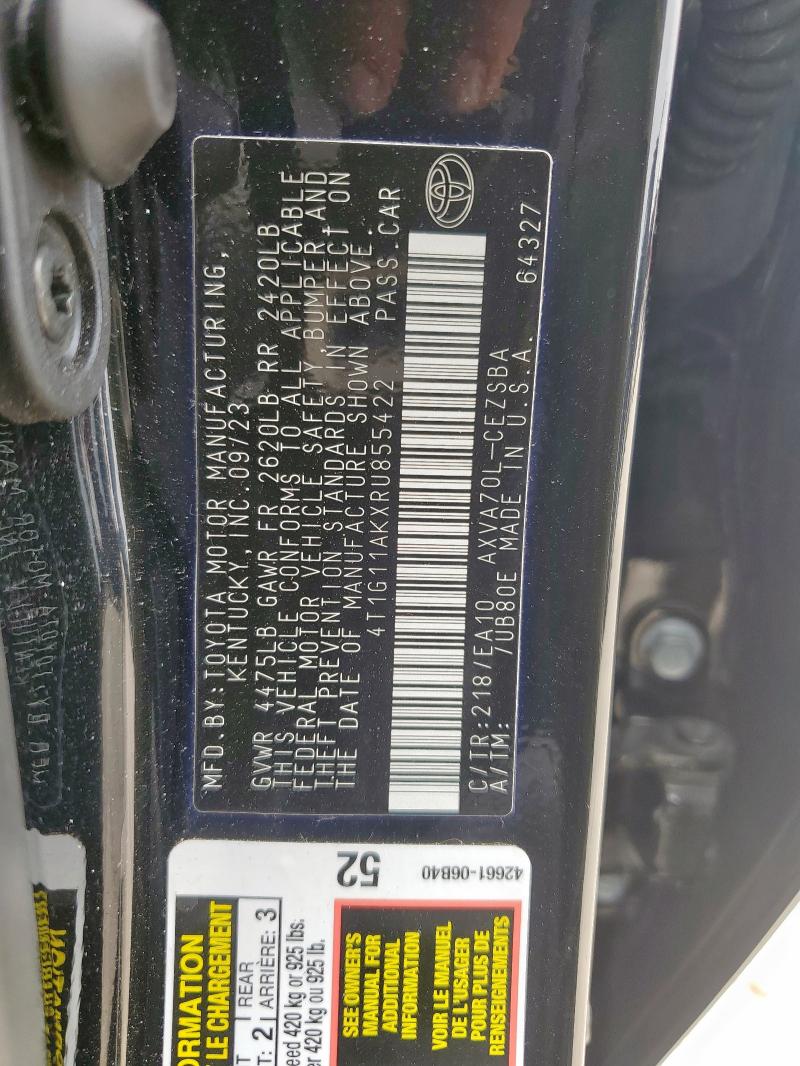 MFD. BY: TOYOTA MOTOR MANUFACTURING,
KENTUCKY, INC. 09/23
GVWR 4475LB GAWR FR 2620LB RR 2420LB
THIS VEHICLE CONFORMS TO ALL APPLICABLE
FEDERAL MOTOR VEHICLE SAFETY, BUMPER, AND
THEFT PREVENTION STANDARDS IN EFFECT ON
THE DATE OF MANUFACTURE SHOWN ABOVE.
4T1G11AKXRU855422 PASS.CAR
C/TR:218/EA10 AXVA70L-CEZSBA
A/TM: /UB80E MADE IN U.S.A. 64327
52
42661-06B40
ORMATION
LE CHARGEMENT
REAR
2 ARRIÈRE: 3
eed 420 kg or 925 lbs.
er 420 kg ou 925 lb.
SEE OWNER'S
MANUAL FOR
ADDITIONAL
INFORMATION
VOIR LE MANUEL
DE L'USAGER
POUR PLUS DE
RENSEIGNEMENTS